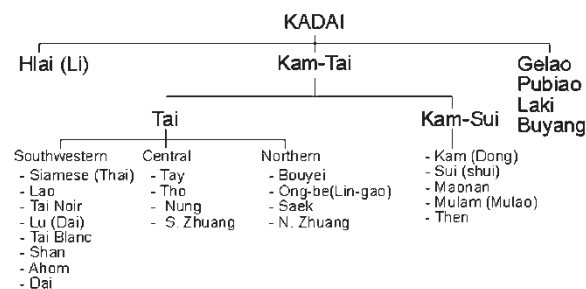 KADAI
Hlai (Li)
Kam-Tai
Gelao
Pubiao
Laki
Buyang
Tai
Kam-Sui
Southwestern
- Siamese (Thai)
- Lao
- Tai Noir
- Lu (Dai)
- Tai Blanc
- Shan
- Ahom
- Dai
Central
- Tay
- Tho
- Nung
- S. Zhuang
Northern
- Bouyei
- Ong-be(Lin-gao)
- Saek
- N. Zhuang
- Kam (Dong)
- Sui (shui)
- Maonan
- Mulam (Mulao)
- Then